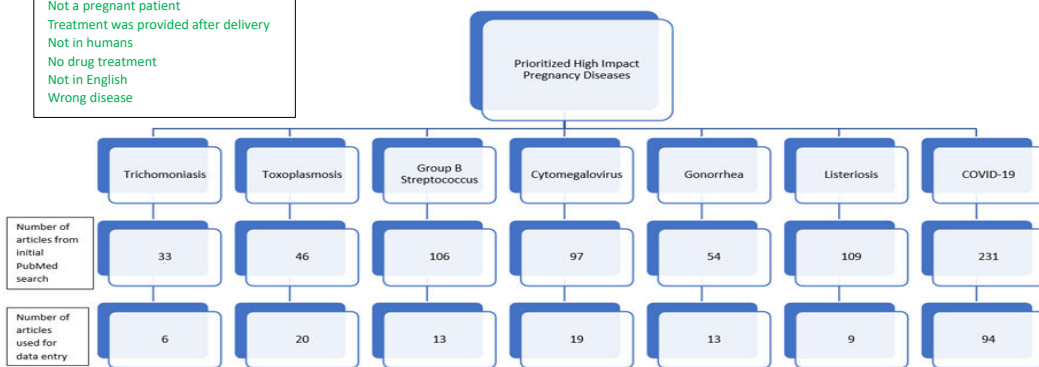 Not a pregnant patient
Treatment was provided after delivery
Not in humans
No drug treatment
Not in English
Wrong disease
Prioritized High Impact
Pregnancy Diseases
Trichomoniasis
Toxoplasmosis
Group B
Streptococcus
Cytomegalovirus
Gonorrhea
Listeriosis
COVID-19
Number of
articles from
initial
PubMed
search
33
46
106
97
54
109
231
Number of
articles
used for
data entry
6
20
13
19
13
9
94